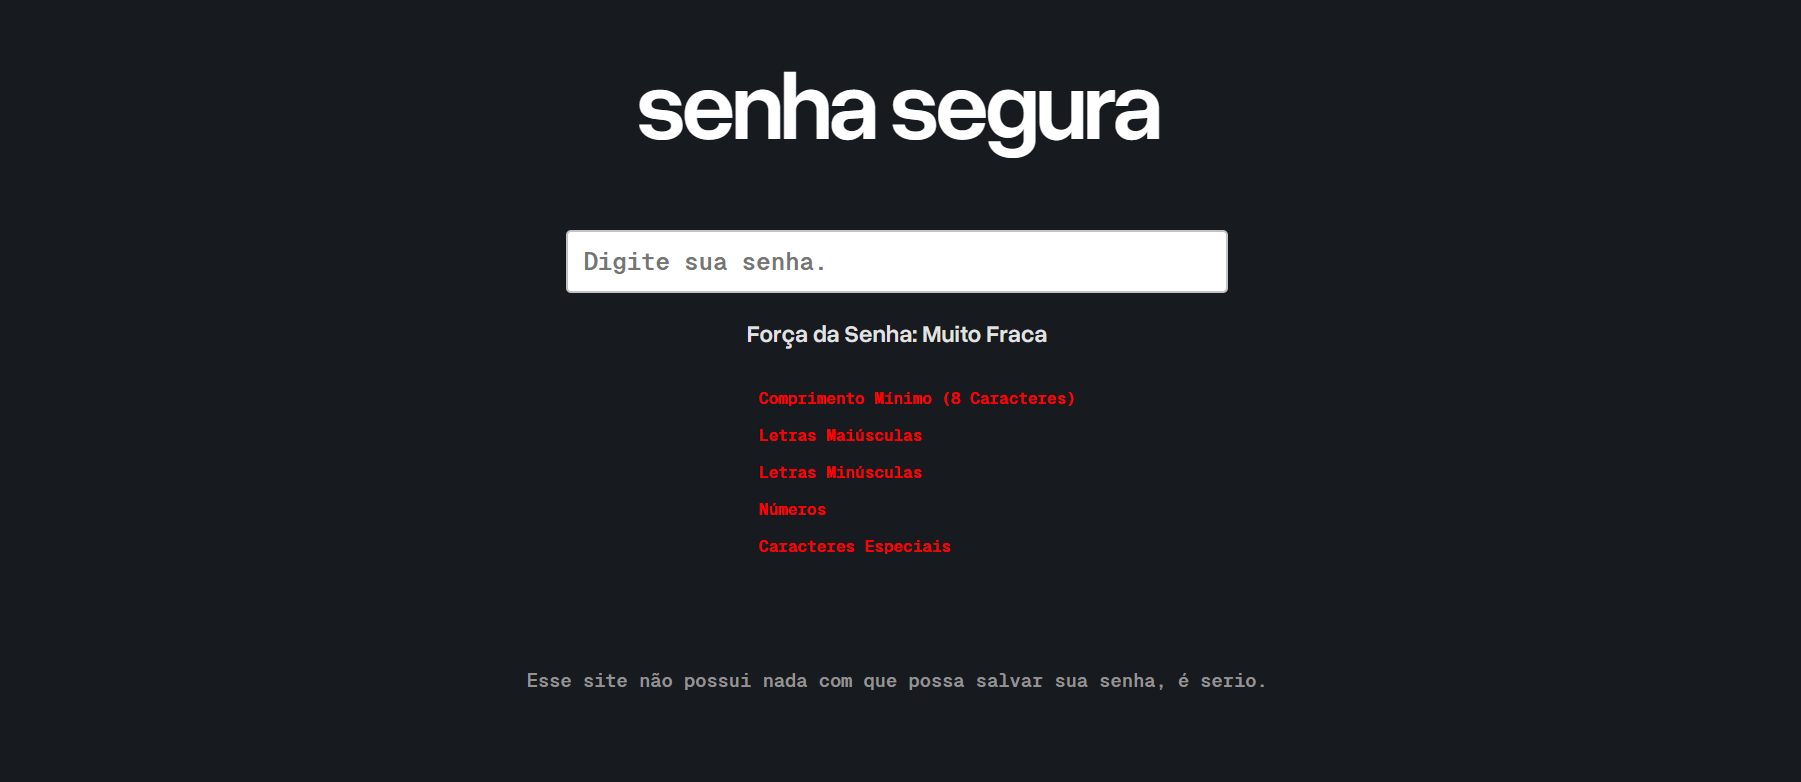 senha segura
Digite sua senha.
Força da Senha: Muito Fraca
Comprimento Mínimo (8 Caracteres)
Letras Maiúsculas
Letras Minúsculas
Números
Caracteres Especiais
Esse site não possui nada com que possa salvar sua senha, é serio.